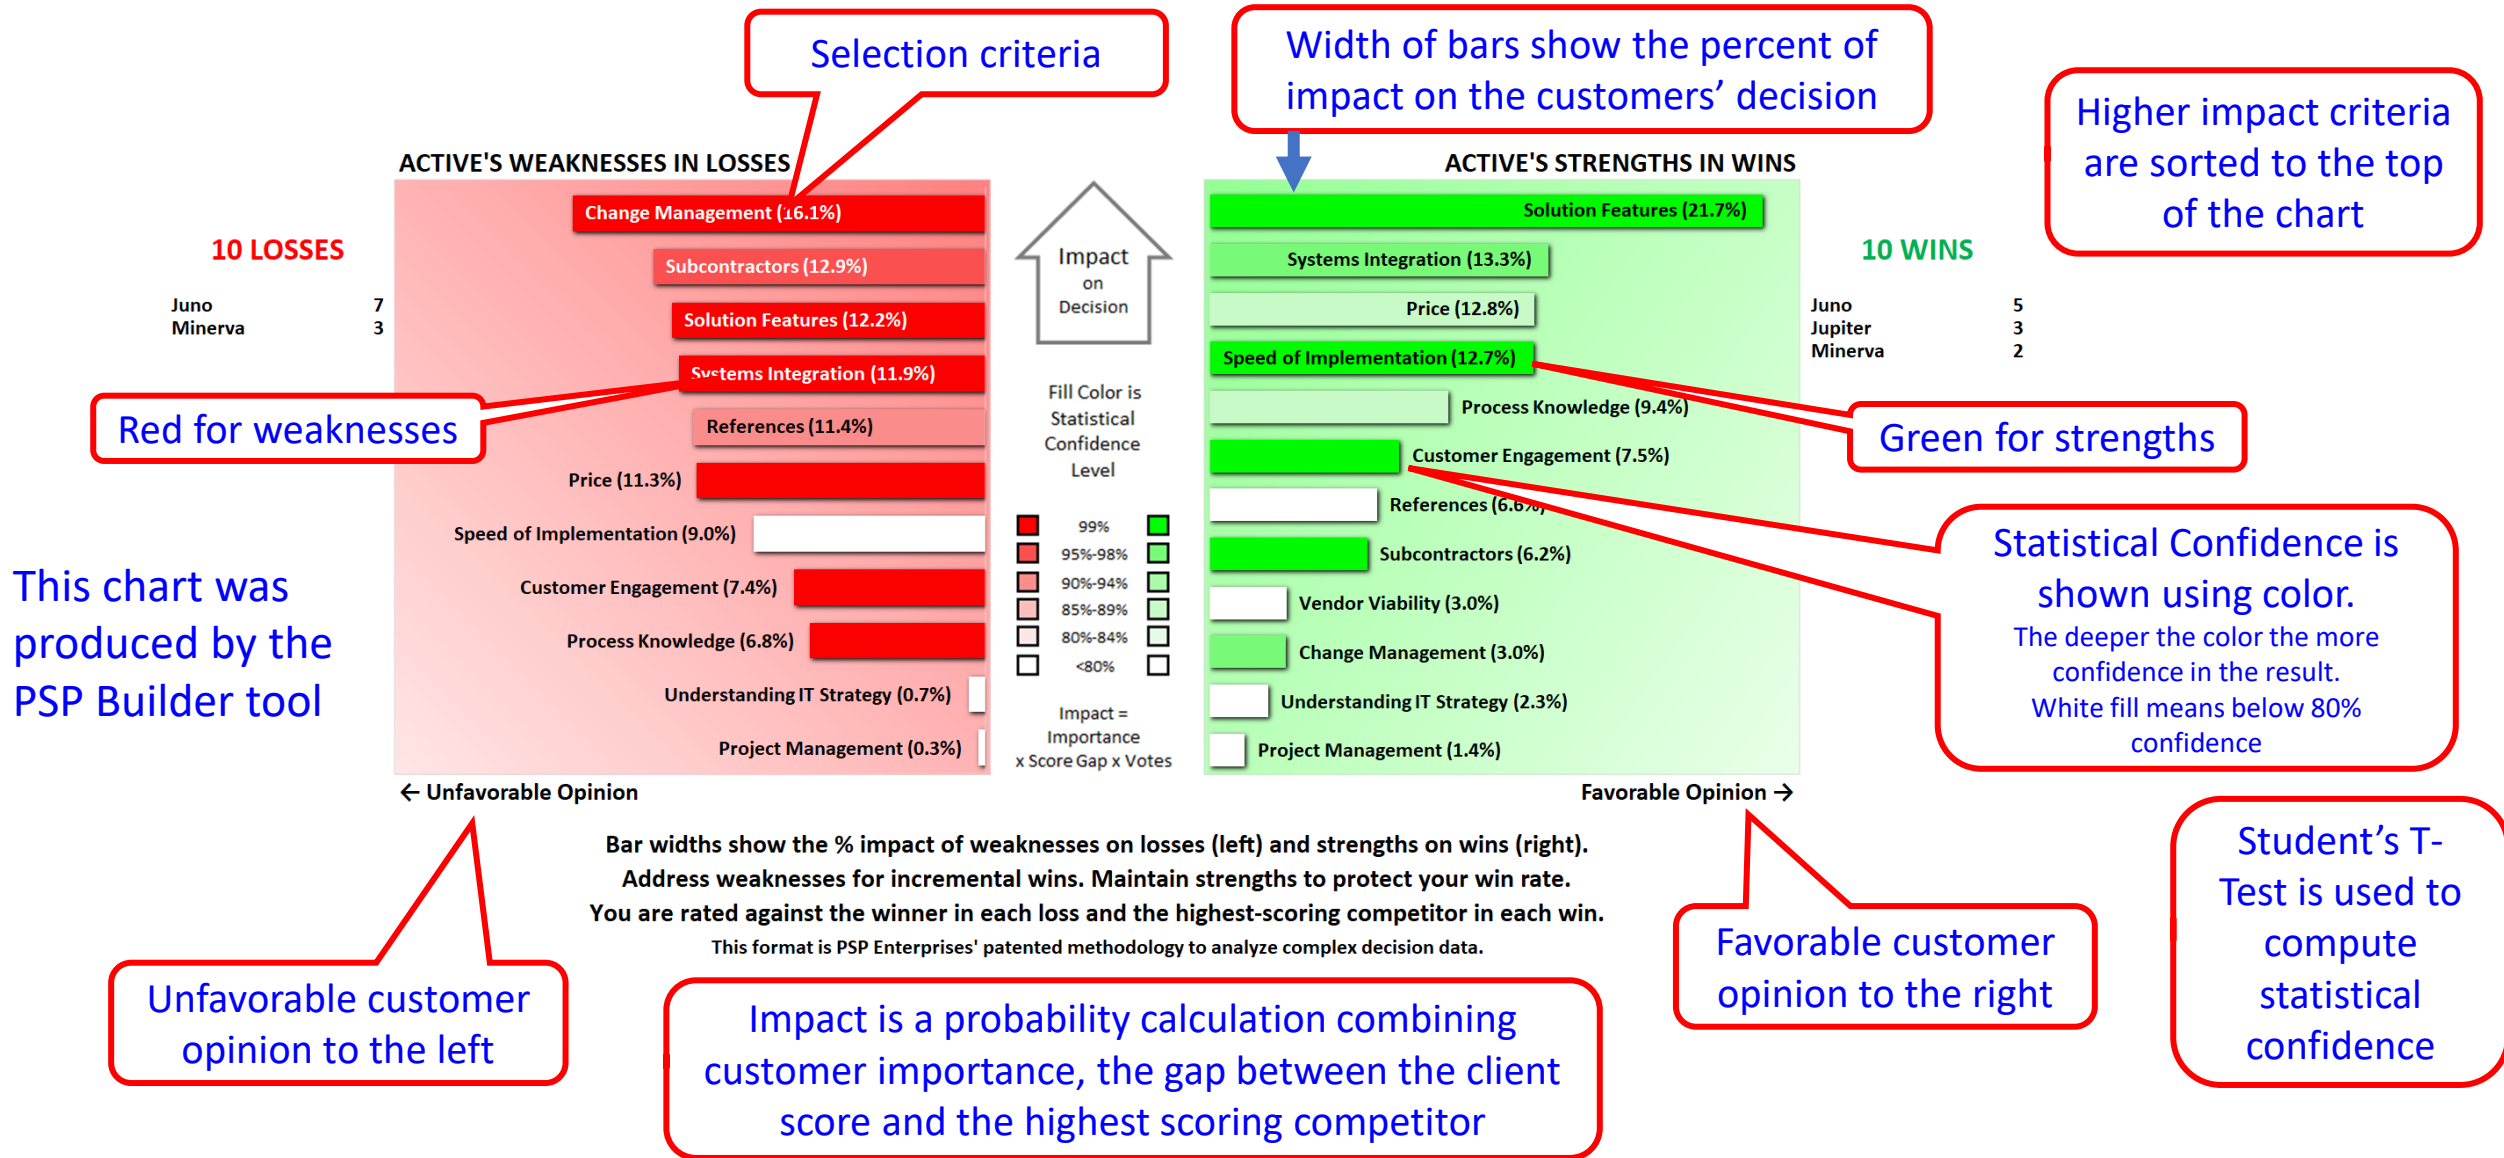 Selection criteria
Width of bars show the percent of
impact on the customers’ decision
Higher impact criteria
are sorted to the top
of the chart
ACTIVE'S WEAKNESSES IN LOSSES
ACTIVE'S STRENGTHS IN WINS
10 LOSSES
Juno 7
Minerva 3
Change Management (16.1%)
Subcontractors (12.9%)
Solution Features (12.2%)
Systems Integration (11.9%)
References (11.4%)
Price (11.3%)
Speed of Implementation (9.0%)
Customer Engagement (7.4%)
Process Knowledge (6.8%)
Understanding IT Strategy (0.7%)
Project Management (0.3%)
← Unfavorable Opinion
Impact
on
Decision
Fill Color is
Statistical
Confidence
Level
99%
95%-98%
90%-94%
85%-89%
80%-84%
<80%
Impact =
Importance
x Score Gap x Votes
Solution Features (21.7%)
Systems Integration (13.3%)
Price (12.8%)
Speed of Implementation (12.7%)
Process Knowledge (9.4%)
Customer Engagement (7.5%)
References (6.6%)
Subcontractors (6.2%)
Vendor Viability (3.0%)
Change Management (3.0%)
Understanding IT Strategy (2.3%)
Project Management (1.4%)
Favorable Opinion →
10 WINS
Juno 5
Jupiter 3
Minerva 2
Red for weaknesses
Green for strengths
This chart was
produced by the
PSP Builder tool
Statistical Confidence is
shown using color.
The deeper the color the more
confidence in the result.
White fill means below 80%
confidence
Bar widths show the % impact of weaknesses on losses (left) and strengths on wins (right).
Address weaknesses for incremental wins. Maintain strengths to protect your win rate.
You are rated against the winner in each loss and the highest-scoring competitor in each win.
This format is PSP Enterprises' patented methodology to analyze complex decision data.
Unfavorable customer
opinion to the left
Impact is a probability calculation combining
customer importance, the gap between the client
score and the highest scoring competitor
Favorable customer
opinion to the right
Student’s T-
Test is used to
compute
statistical
confidence